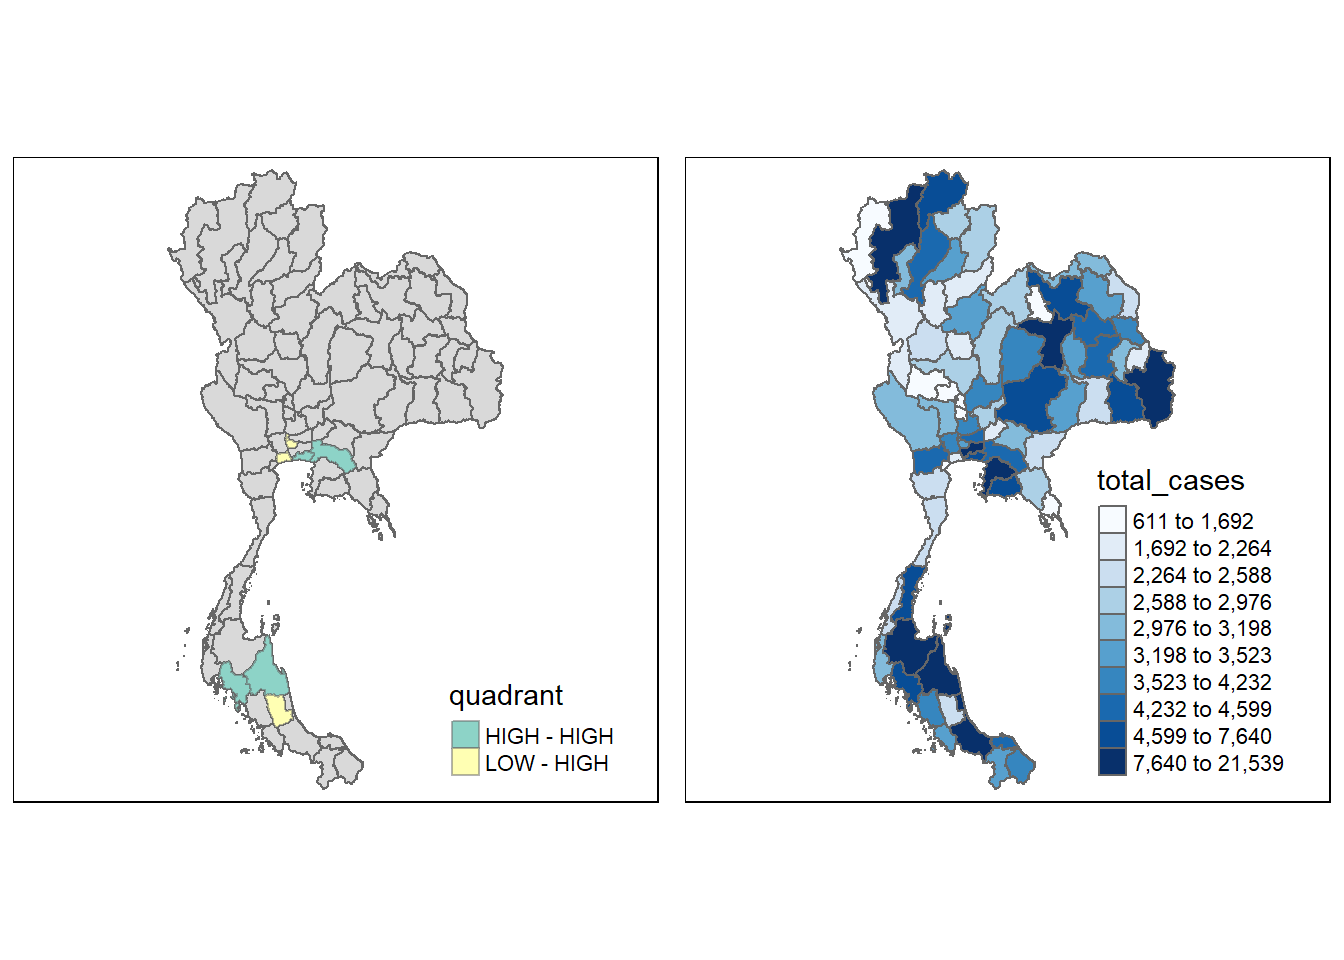 quadrant
HIGH - HIGH
LOW - HIGH
total_cases
611 to 1,692
1,692 to 2,264
2,264 to 2,588
2,588 to 2,976
2,976 to 3,198
3,198 to 3,523
3,523 to 4,232
4,232 to 4,599
4,599 to 7,640
7,640 to 21,539